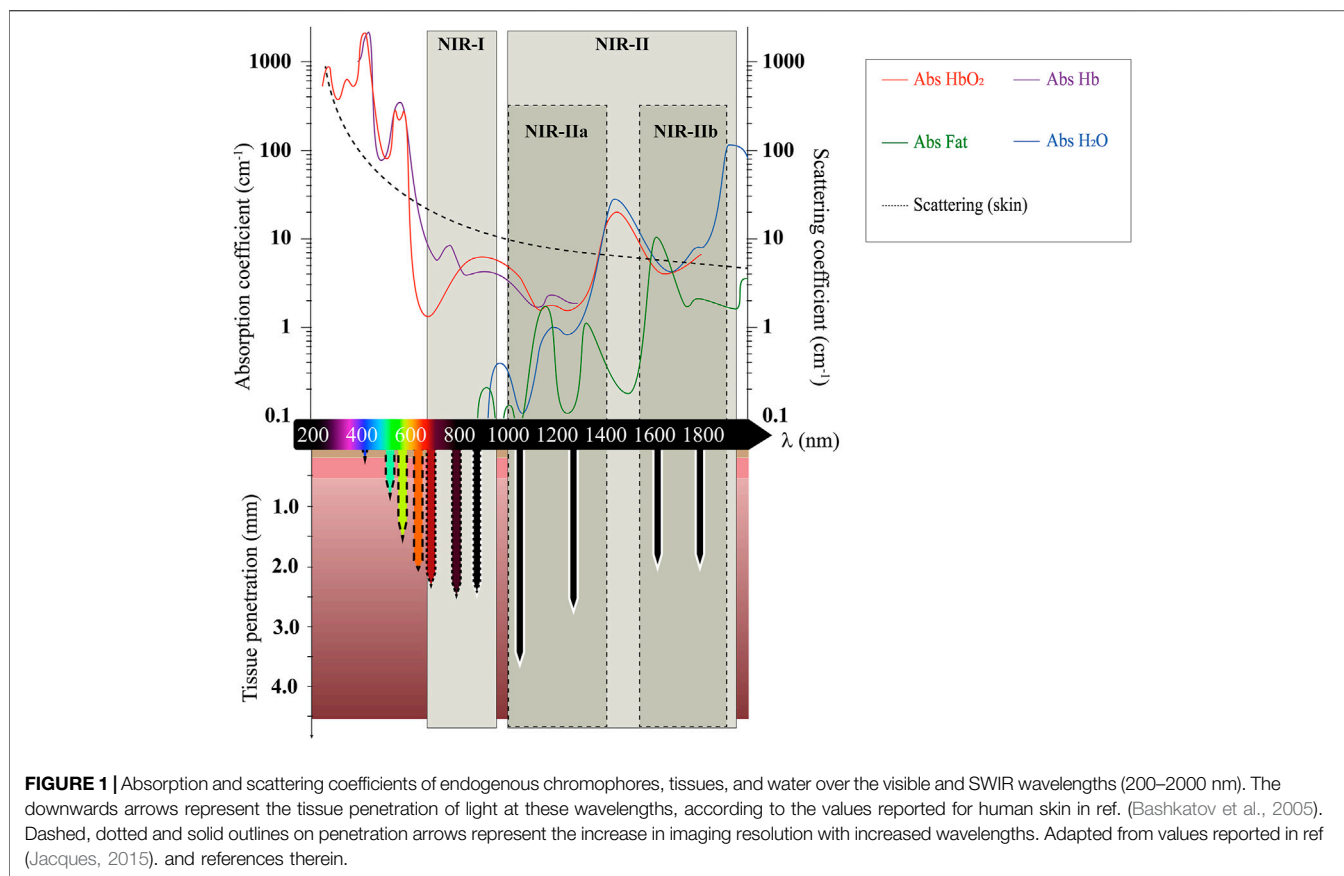 NIR-I
NIR-II
NIR-IIa
NIR-IIb
Absorption coefficient (cm⁻¹)
1000
100
10
1
0.1
Scattering coefficient (cm⁻¹)
1000
100
10
1
0.1
Abs HbO₂
Abs Hb
Abs Fat
Abs H₂O
Scattering (skin)
200 400 600 800 1000 1200 1400 1600 1800
λ (nm)
Tissue penetration (mm)
1.0
2.0
3.0
4.0
FIGURE 1 | Absorption and scattering coefficients of endogenous chromophores, tissues, and water over the visible and SWIR wavelengths (200–2000 nm). The
downwards arrows represent the tissue penetration of light at these wavelengths, according to the values reported for human skin in ref. (Bashkatov et al., 2005).
Dashed, dotted and solid outlines on penetration arrows represent the increase in imaging resolution with increased wavelengths. Adapted from values reported in ref
(Jacques, 2015). and references therein.